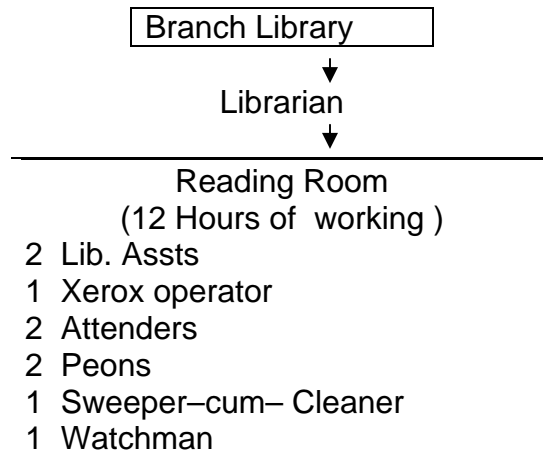 Branch Library
Librarian
Reading Room
(12 Hours of working )
2 Lib. Assts
1 Xerox operator
2 Attenders
2 Peons
1 Sweeper–cum– Cleaner
1 Watchman